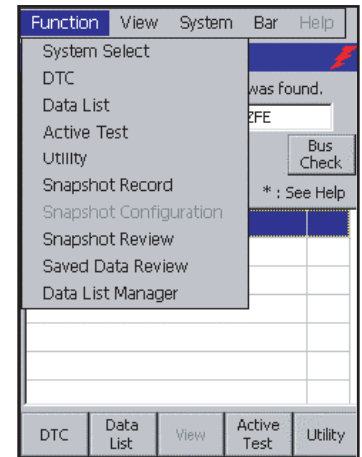 Function View System Bar Help
System Select
DTC
Data List
Active Test
Utility
Snapshot Record
Snapshot Configuration
Snapshot Review
Saved Data Review
Data List Manager
was found.
ZFE
Bus
Check
* : See Help
DTC
Data
List
View
Active
Test
Utility